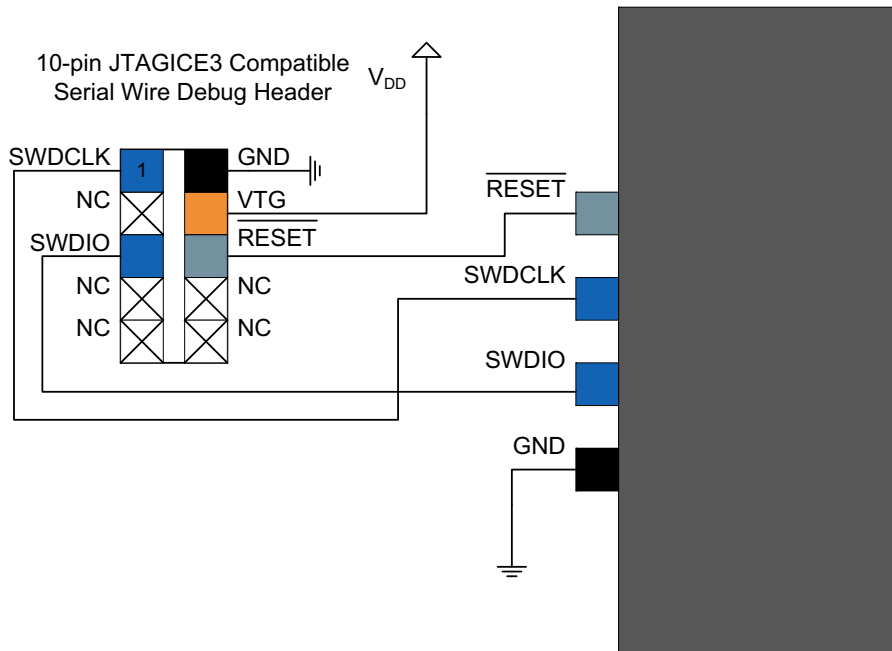 10-pin JTAGICE3 Compatible
Serial Wire Debug Header
VDD
SWDCLK
1
GND
NC
VTG
SWDIO
RESET
NC
NC
NC
NC
RESET
SWDCLK
SWDIO
GND